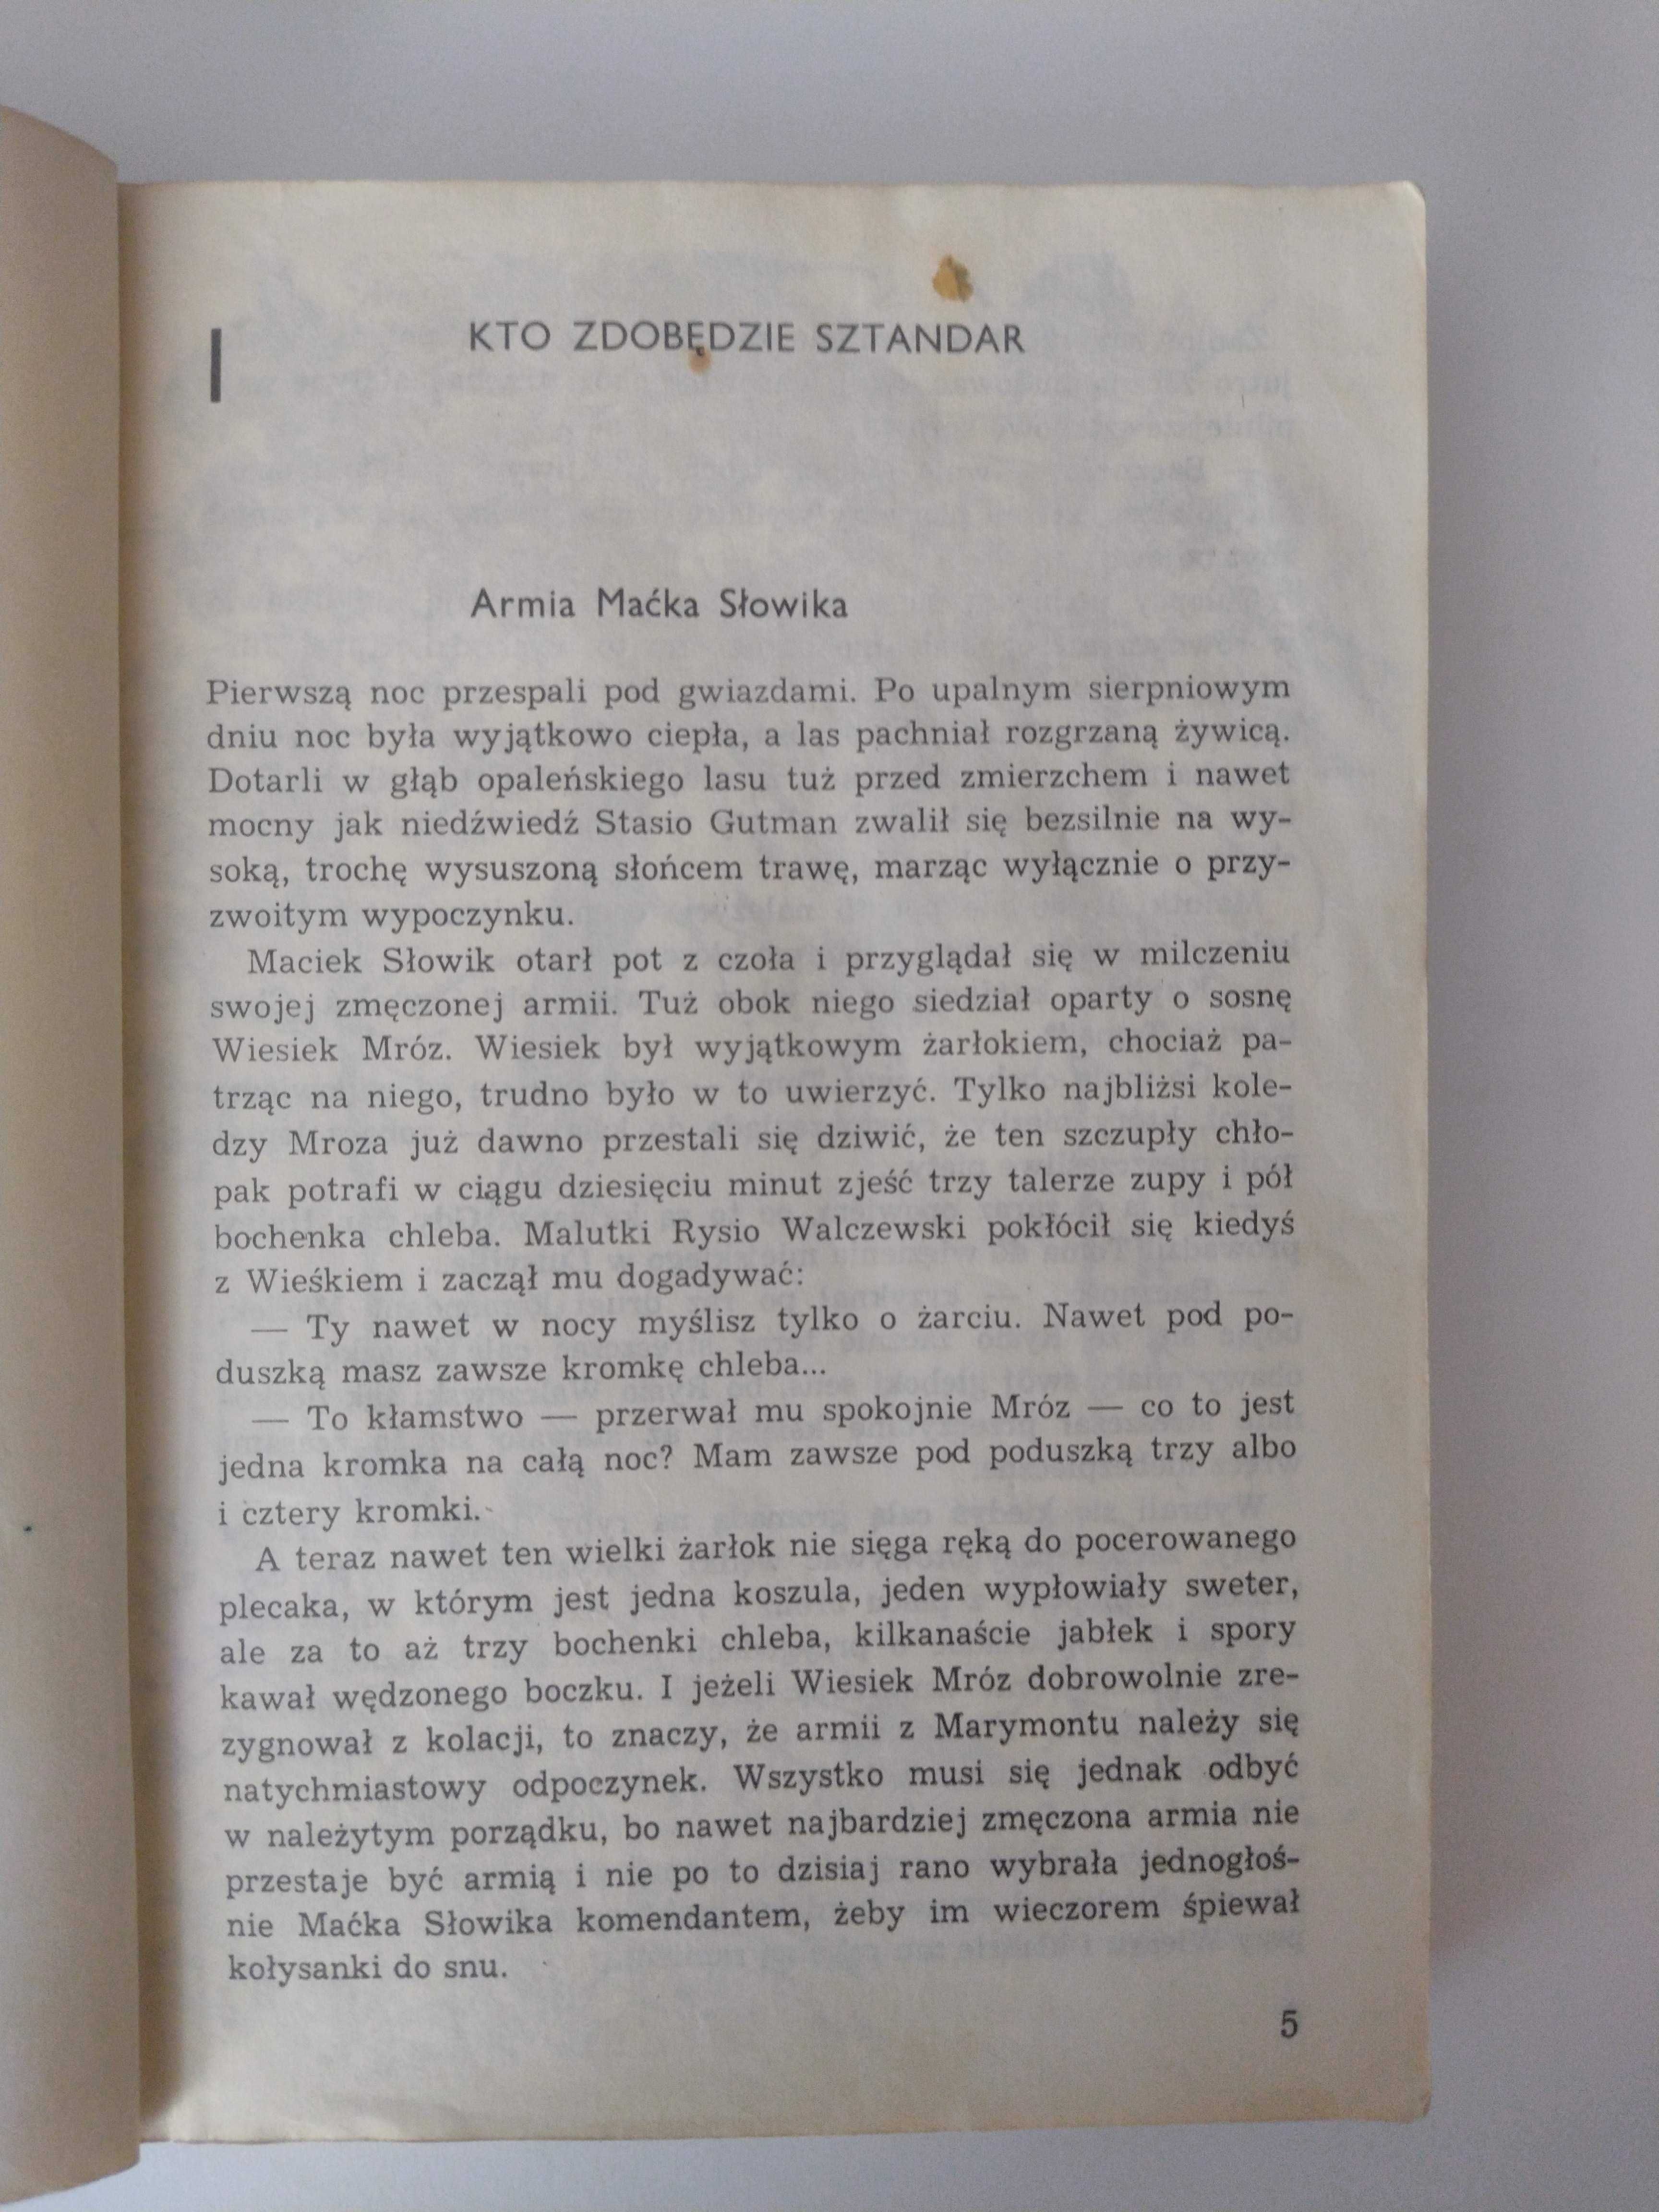 I
KTO ZDOBĘDZIE SZTANDAR
Armia Maćka Słowika
Pierwszą noc przespali pod gwiazdami. Po upalnym sierpniowym
dniu noc była wyjątkowo ciepła, a las pachniał rozgrzaną żywicą.
Dotarli w głąb opaleńskiego lasu tuż przed zmierzchem i nawet
mocny jak niedźwiedź Stasio Gutman zwalił się bezsilnie na wy-
soką, trochę wysuszoną słońcem trawę, marząc wyłącznie o przy-
zwoitym wypoczynku.
Maciek Słowik otarł pot z czoła i przyglądał się w milczeniu
swojej zmęczonej armii. Tuż obok niego siedział oparty o sosnę
Wiesiek Mróz. Wiesiek był wyjątkowym żarłokiem, chociaż pa-
trząc na niego, trudno było w to uwierzyć. Tylko najbliżsi kole-
dzy Mroza już dawno przestali się dziwić, że ten szczupły chło-
pak potrafi w ciągu dziesięciu minut zjeść trzy talerze zupy i pół
bochenka chleba. Malutki Rysio Walczewski pokłócił się kiedyś
z Wieśkiem i zaczął mu dogadywać:
— Ty nawet w nocy myślisz tylko o żarciu. Nawet pod po-
duszką masz zawsze kromkę chleba...
— To kłamstwo — przerwał mu spokojnie Mróz — co to jest
jedna kromka na całą noc? Mam zawsze pod poduszką trzy albo
i cztery kromki.
A teraz nawet ten wielki żarłok nie sięga ręką do pocerowanego
plecaka, w którym jest jedna koszula, jeden wypłowiały sweter,
ale za to aż trzy bochenki chleba, kilkanaście jabłek i spory
kawał wędzonego boczku. I jeżeli Wiesiek Mróz dobrowolnie zre-
zygnował z kolacji, to znaczy, że armii z Marymontu należy się
natychmiastowy odpoczynek. Wszystko musi się jednak odbyć
w należytym porządku, bo nawet najbardziej zmęczona armia nie
przestaje być armią i nie po to dzisiaj rano wybrała jednogłoś-
nie Maćka Słowika komendantem, żeby im wieczorem śpiewał
kołysanki do snu.
5